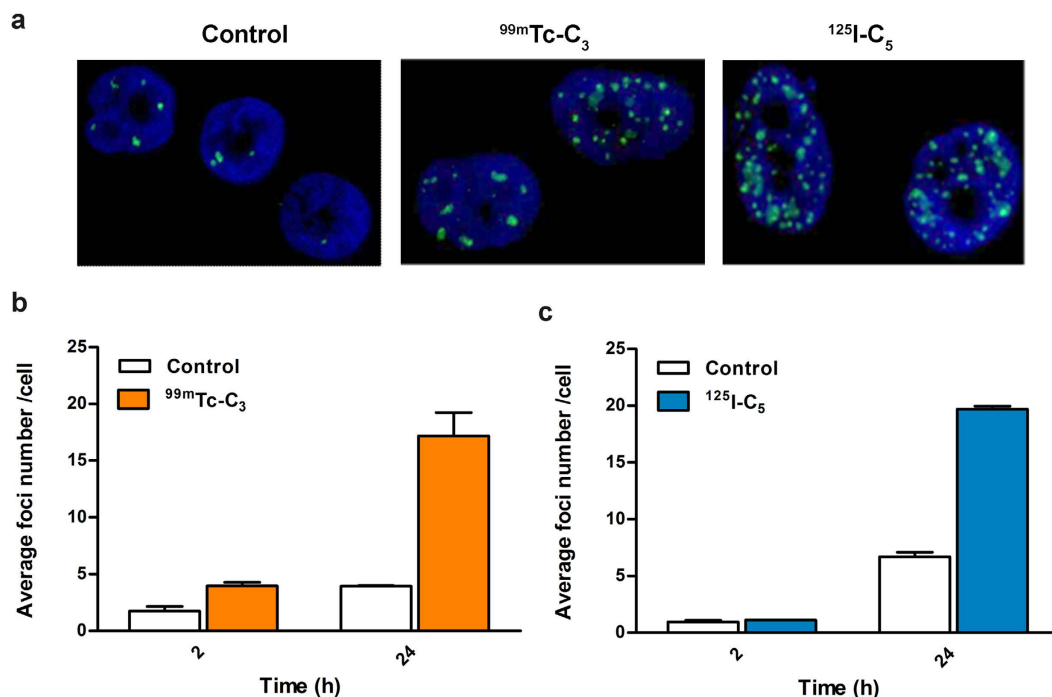 a
Control
⁹⁹ᵐTc-C₃
¹²⁵I-C₅
b
25
20
15
10
5
0
Average foci number /cell
Control
⁹⁹ᵐTc-C₃
2
24
Time (h)
c
25
20
15
10
5
0
Average foci number /cell
Control
¹²⁵I-C₅
2
24
Time (h)